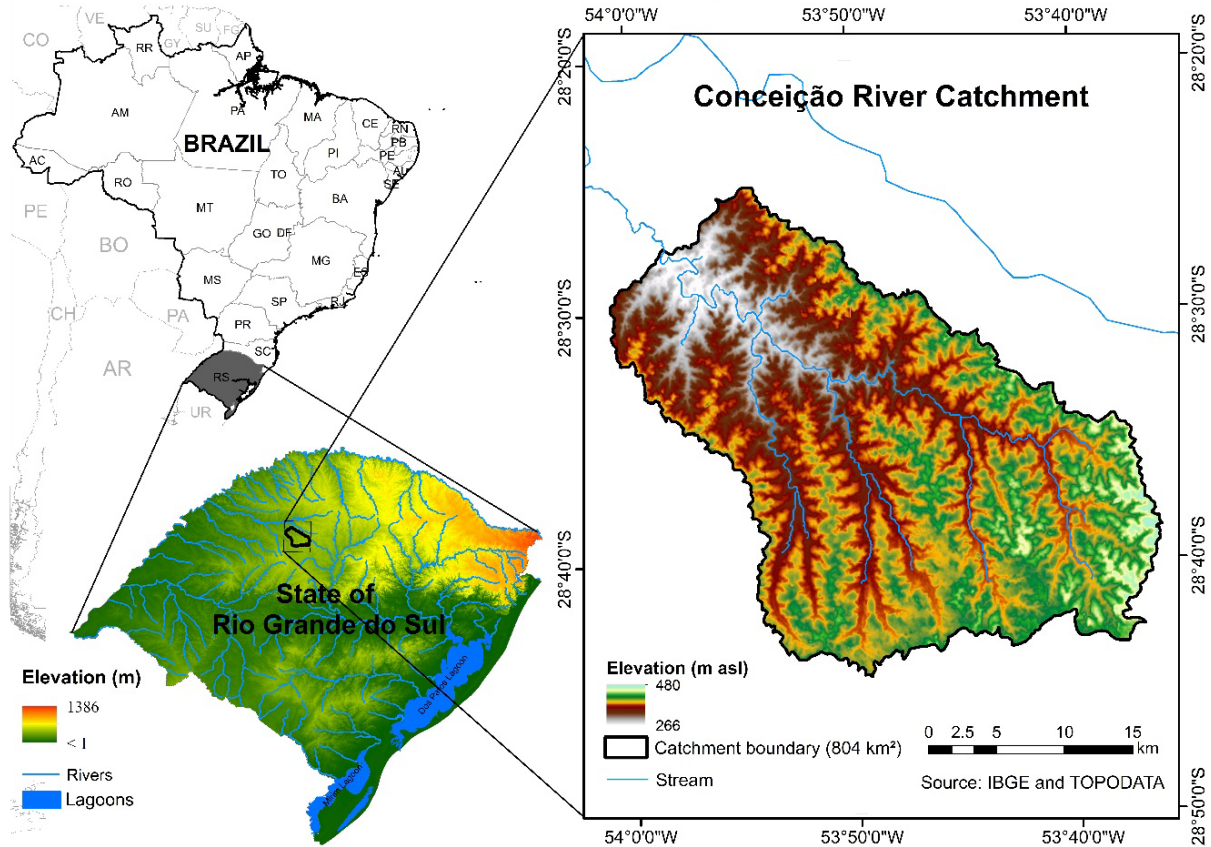 CO
VE
SU
FG
GY
RR
AP
AM
PA
MA
CE
RN
PB
PE
AL
SE
PI
BRAZIL
AC
RO
TO
BA
MT
PE
BO
GO
DF
MG
ES
MS
SP
RJ
CH
PA
PR
SC
AR
RS
UR
State of
Rio Grande do Sul
Dos Patos Lagoon
Elevation (m)
1386
< 1
Rivers
Lagoons
54°0'0"W
53°50'0"W
53°40'0"W
28°20'0"S
28°20'0"S
Conceição River Catchment
28°30'0"S
28°30'0"S
28°40'0"S
28°40'0"S
Elevation (m asl)
480
266
Catchment boundary (804 km²)
Stream
0 2.5 5 10 15
km
Source: IBGE and TOPODATA
28°50'0"S
54°0'0"W
53°50'0"W
53°40'0"W